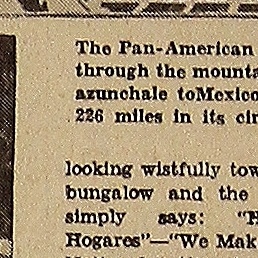 The Pan-American
through the mounta
azunchale toMexico
226 miles in its cir
looking wistfully tow
bungalow and the
simply says: "H
Hogares"—"We Mak